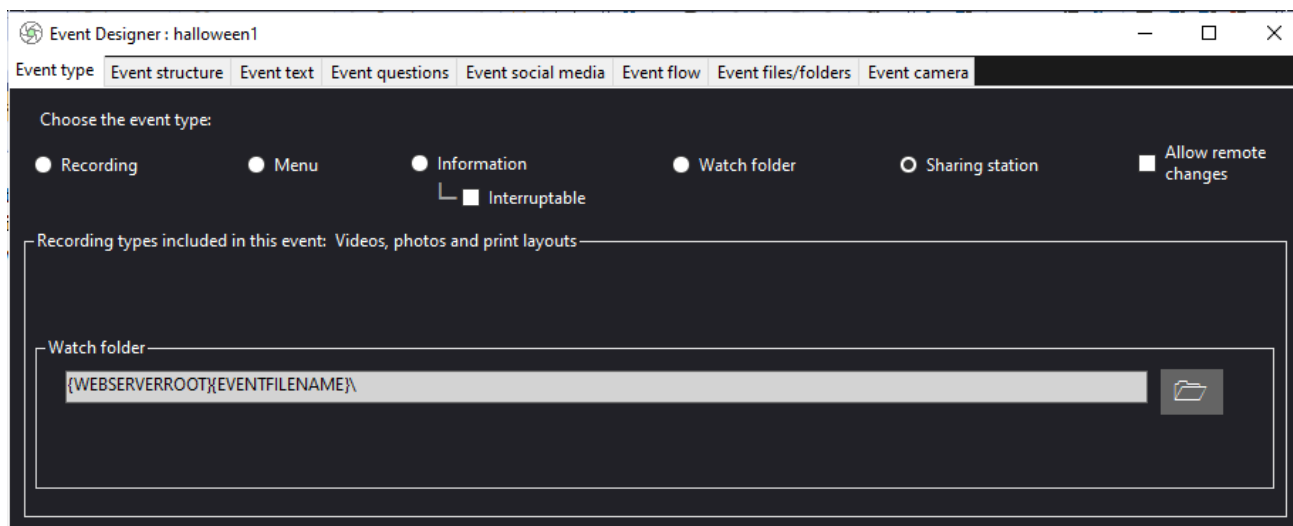 Event Designer : halloween1
Event type Event structure Event text Event questions Event social media Event flow Event files/folders Event camera
Choose the event type:
Recording Menu Information Watch folder Sharing station Allow remote changes
Interruptable
Recording types included in this event: Videos, photos and print layouts
Watch folder
{WEBSERVERROOT}{EVENTFILENAME}\